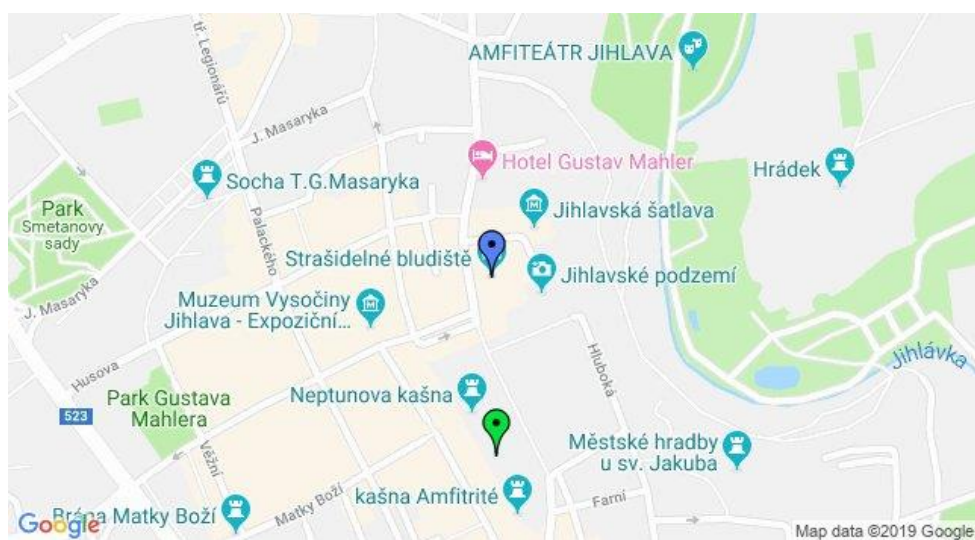 tř. Legionářů
AMFITEÁTR JIHLAVA
J. Masaryka
Hotel Gustav Mahler
Hrádek
Socha T.G.Masaryka
Park
Smetanovy
sady
Palackého
Jihlavská šatlava
Strašidelné bludiště
Jihlavské podzemí
J. Masaryka
Muzeum Vysočiny
Jihlava - Expoziční...
Hluboká
Jihlávka
Husova
Neptunova kašna
Park Gustava
Mahlera
523
Věžní
Městské hradby
u sv. Jakuba
kašna Amfitrité
Farní
Matky Boží
Brána Matky Boží
Google
Map data ©2019 Google